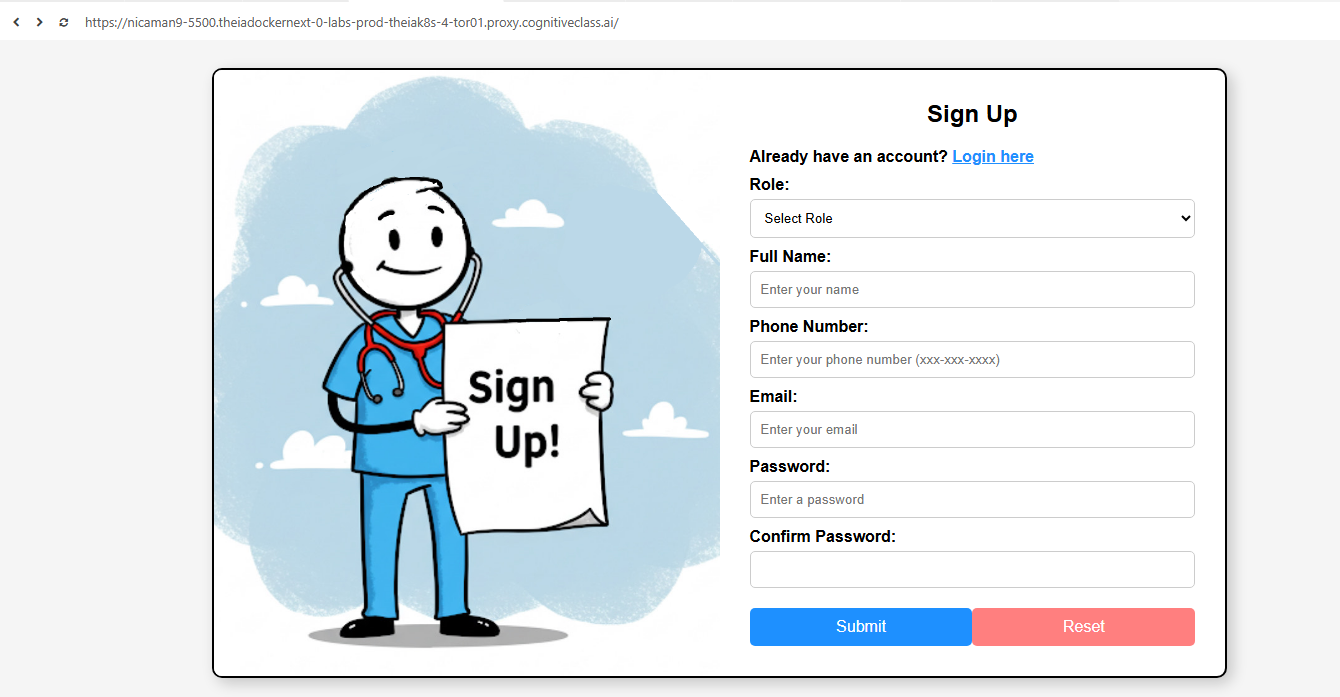 https://nicaman9-5500.theiadockernext-0-labs-prod-theiak8s-4-tor01.proxy.cognitiveclass.ai/
Sign
Up!
Sign Up
Already have an account? Login here
Role:
Select Role
Full Name:
Enter your name
Phone Number:
Enter your phone number (xxx-xxx-xxxx)
Email:
Enter your email
Password:
Enter a password
Confirm Password:
Submit Reset